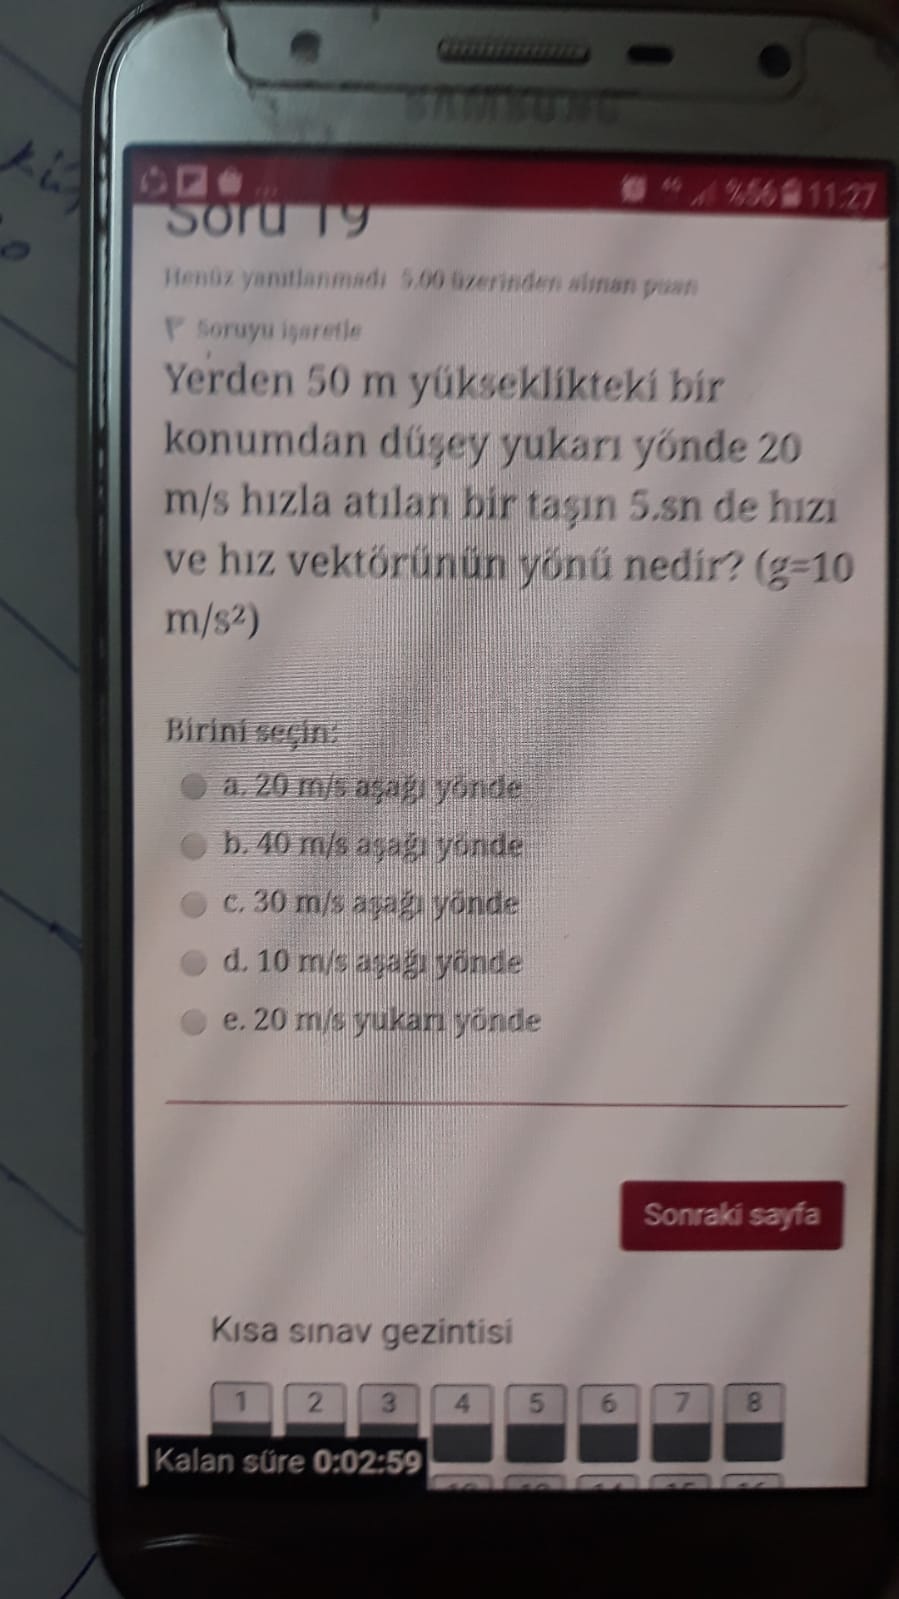 SAMSUNG
%56 11:27
Soru 19
Henüz yanıtlanmadı 5,00 üzerinden alınan puan
Soruyu işaretle
Yerden 50 m yükseklikteki bir
konumdan düşey yukarı yönde 20
m/s hızla atılan bir taşın 5.sn de hızı
ve hız vektörünün yönü nedir? (g=10
m/s²)
Birini seçin:
a. 20 m/s aşağı yönde
b. 40 m/s aşağı yönde
c. 30 m/s aşağı yönde
d. 10 m/s aşağı yönde
e. 20 m/s yukarı yönde
Sonraki sayfa
Kısa sınav gezintisi
1 2 3 4 5 6 7 8
Kalan süre 0:02:59